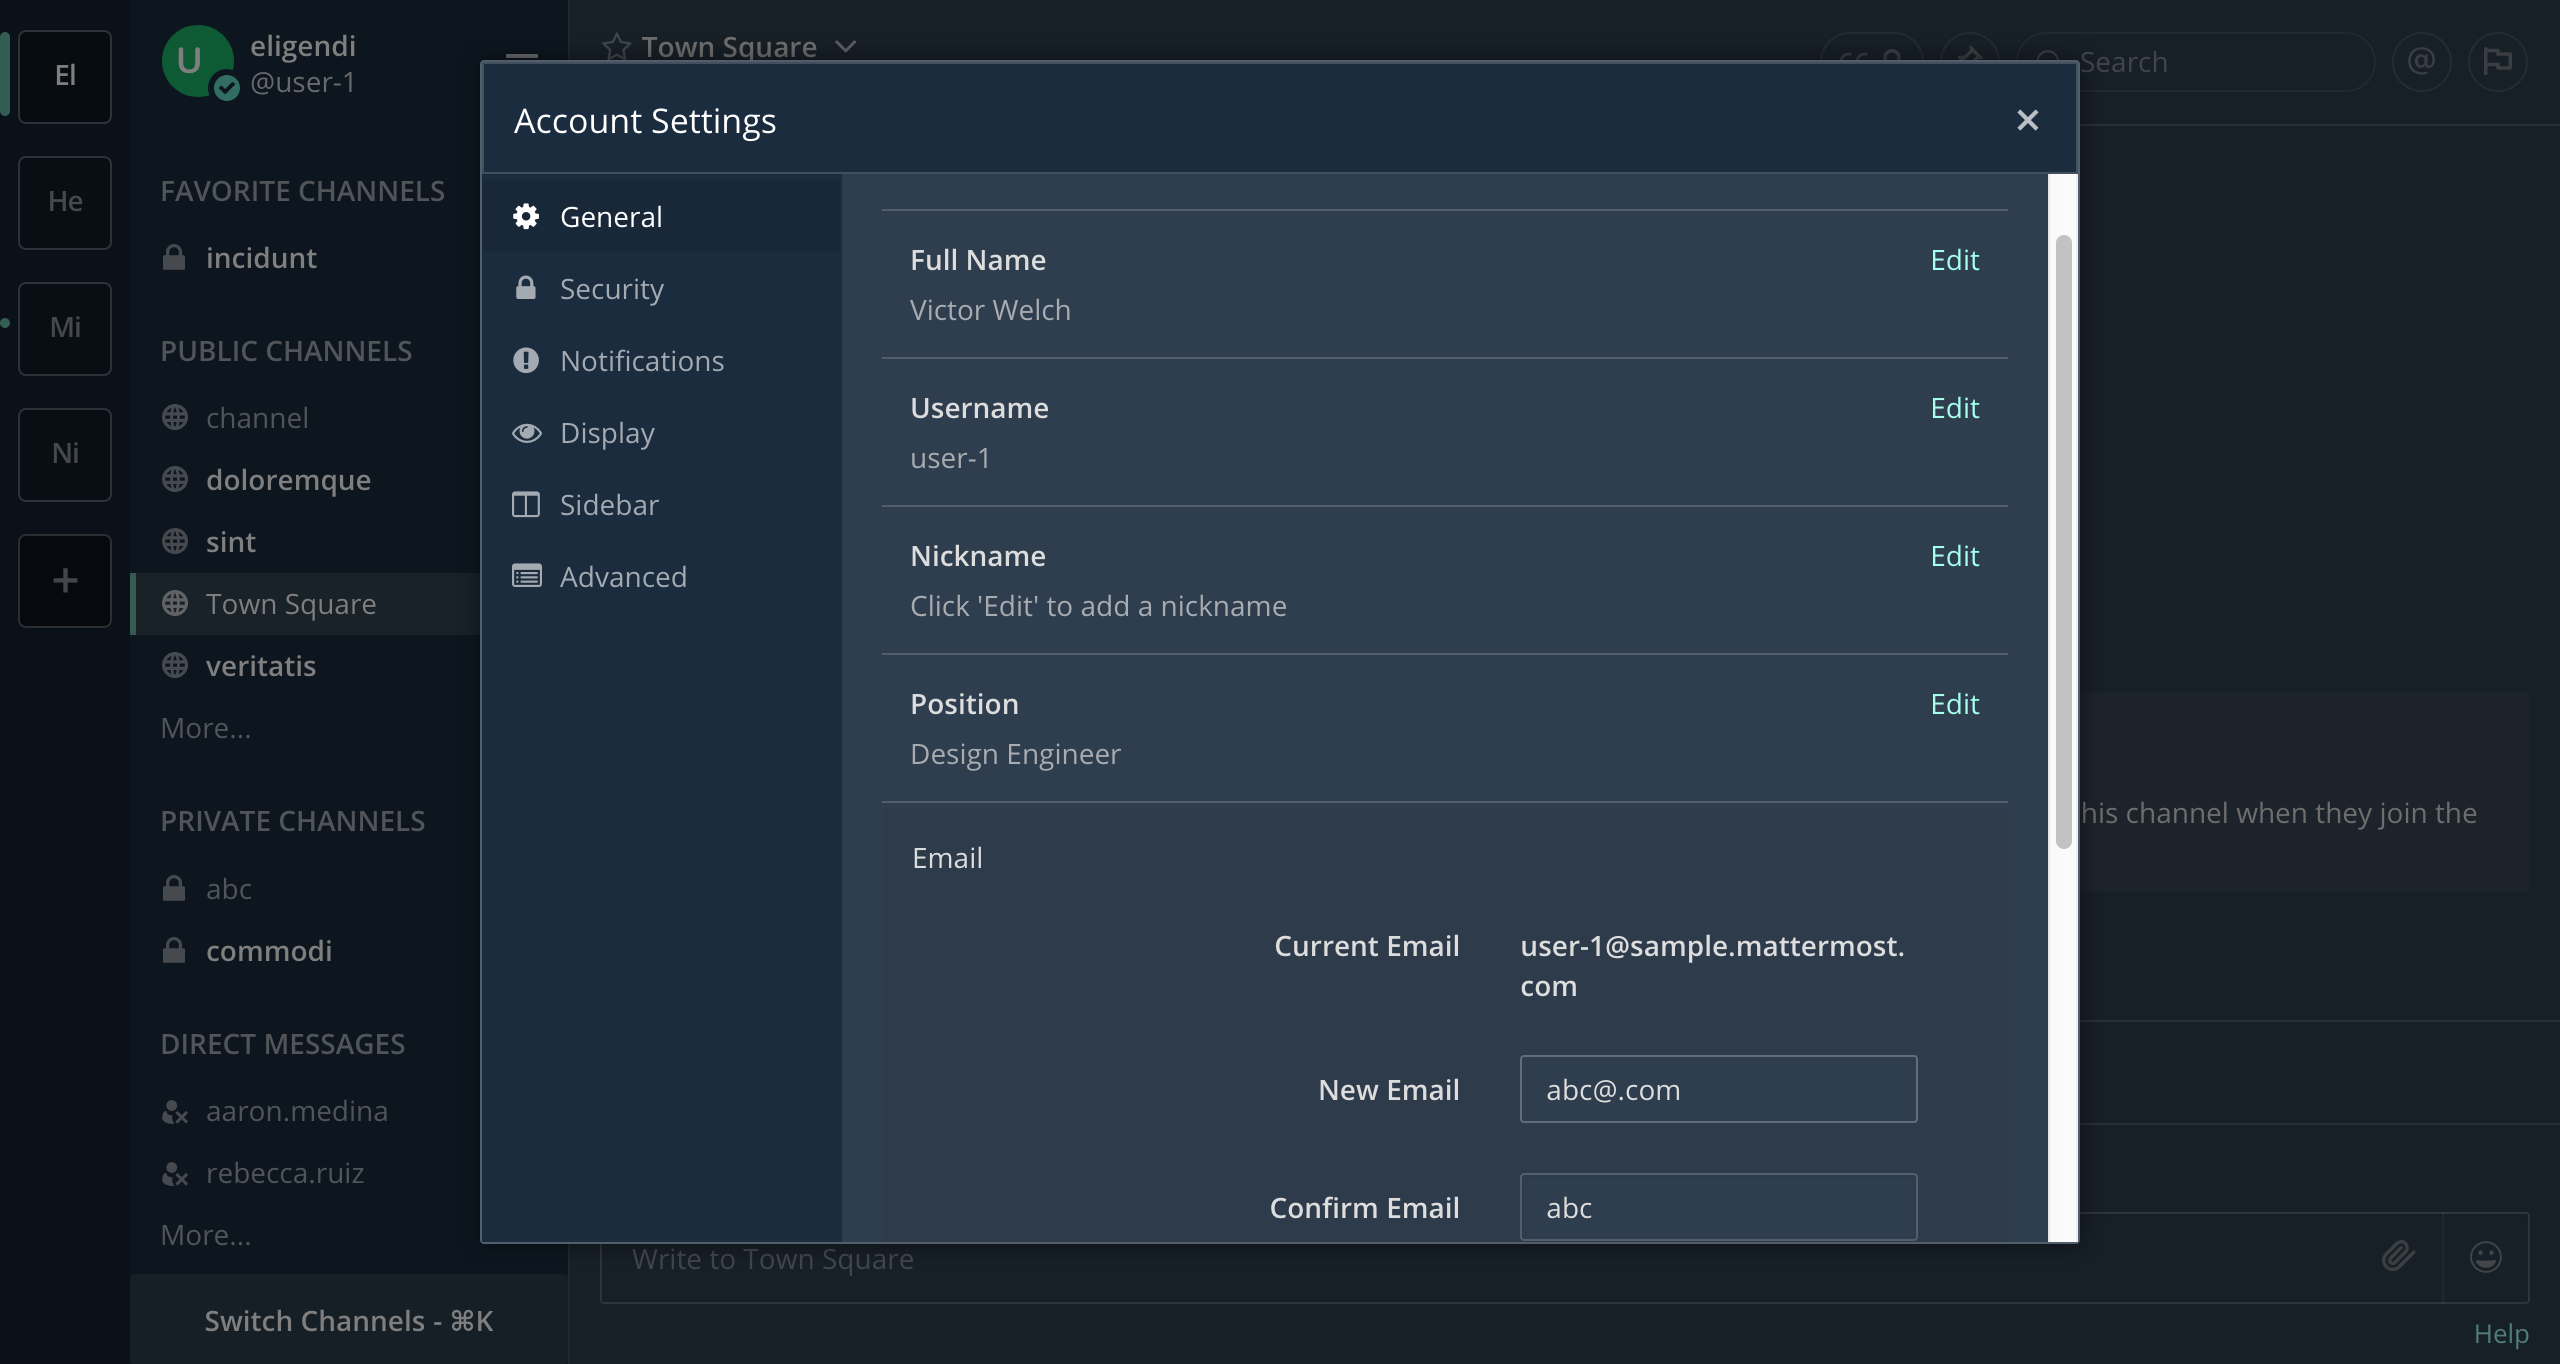 El
He
Mi
Ni
+
U
eligendi
@user-1
FAVORITE CHANNELS
incidunt
PUBLIC CHANNELS
channel
doloremque
sint
Town Square
veritatis
More...
PRIVATE CHANNELS
abc
commodi
DIRECT MESSAGES
aaron.medina
rebecca.ruiz
More...
Switch Channels - ⌘K
Town Square
Search
@
Account Settings
General
Security
Notifications
Display
Sidebar
Advanced
Full Name
Edit
Victor Welch
Username
Edit
user-1
Nickname
Edit
Click 'Edit' to add a nickname
Position
Edit
Design Engineer
Email
Current Email
user-1@sample.mattermost.
com
New Email
abc@.com
Confirm Email
abc
his channel when they join the
Write to Town Square
Help